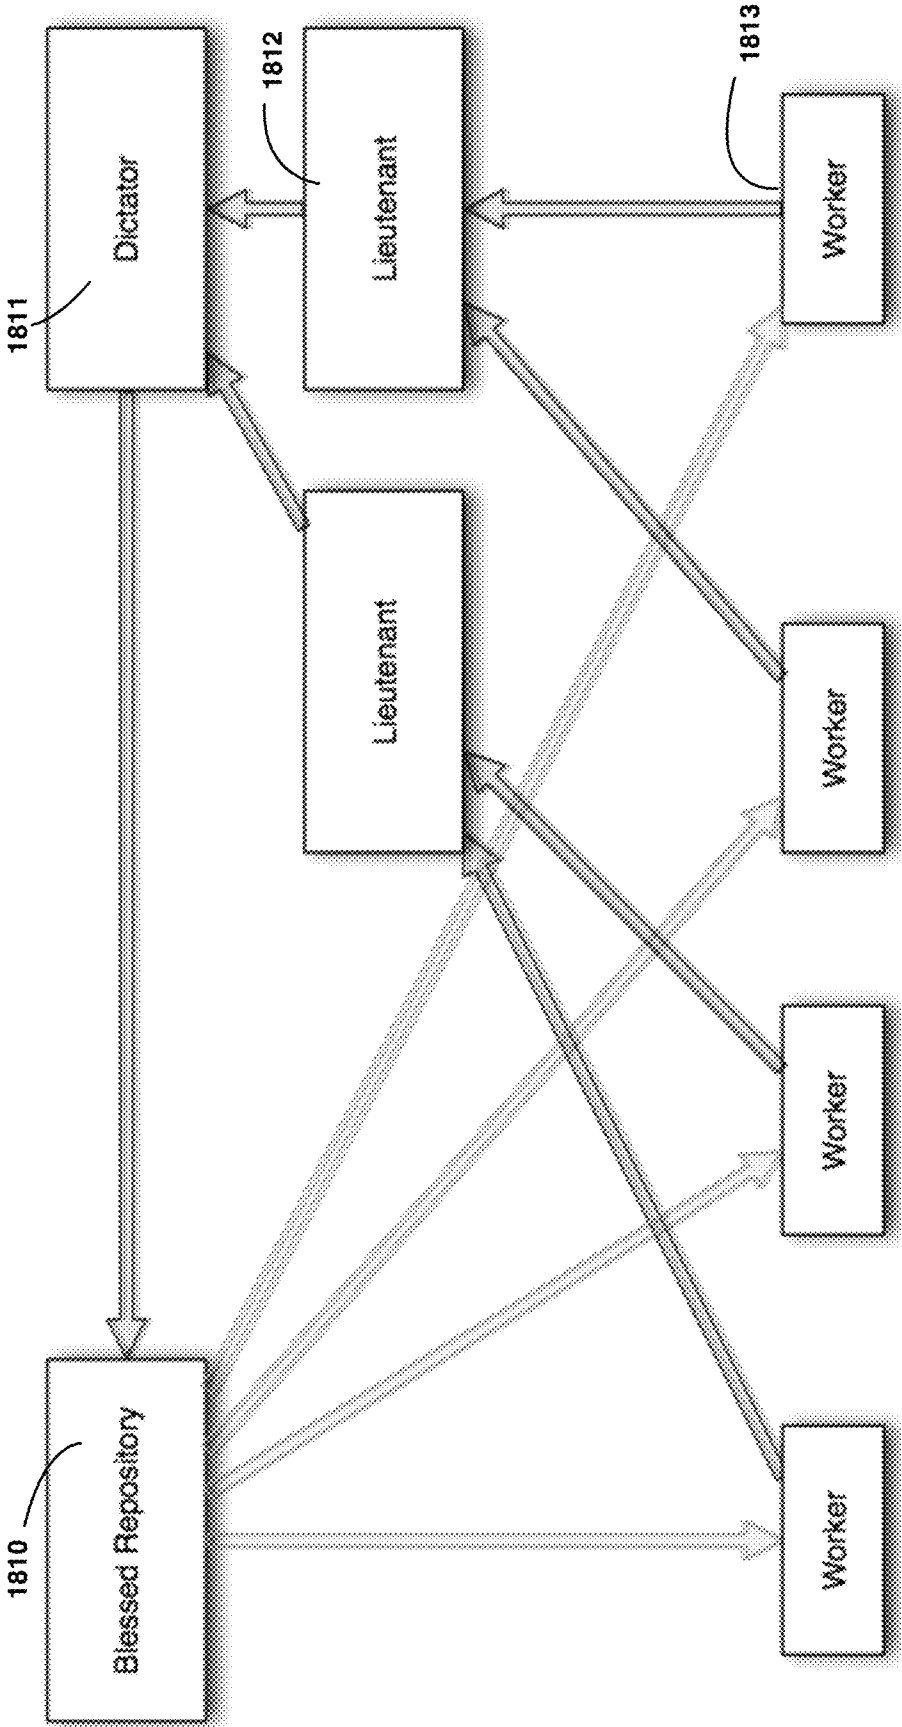 1810
Blessed Repository
1811
Dictator
Lieutenant
1812
Lieutenant
Worker
Worker
Worker
1813
Worker